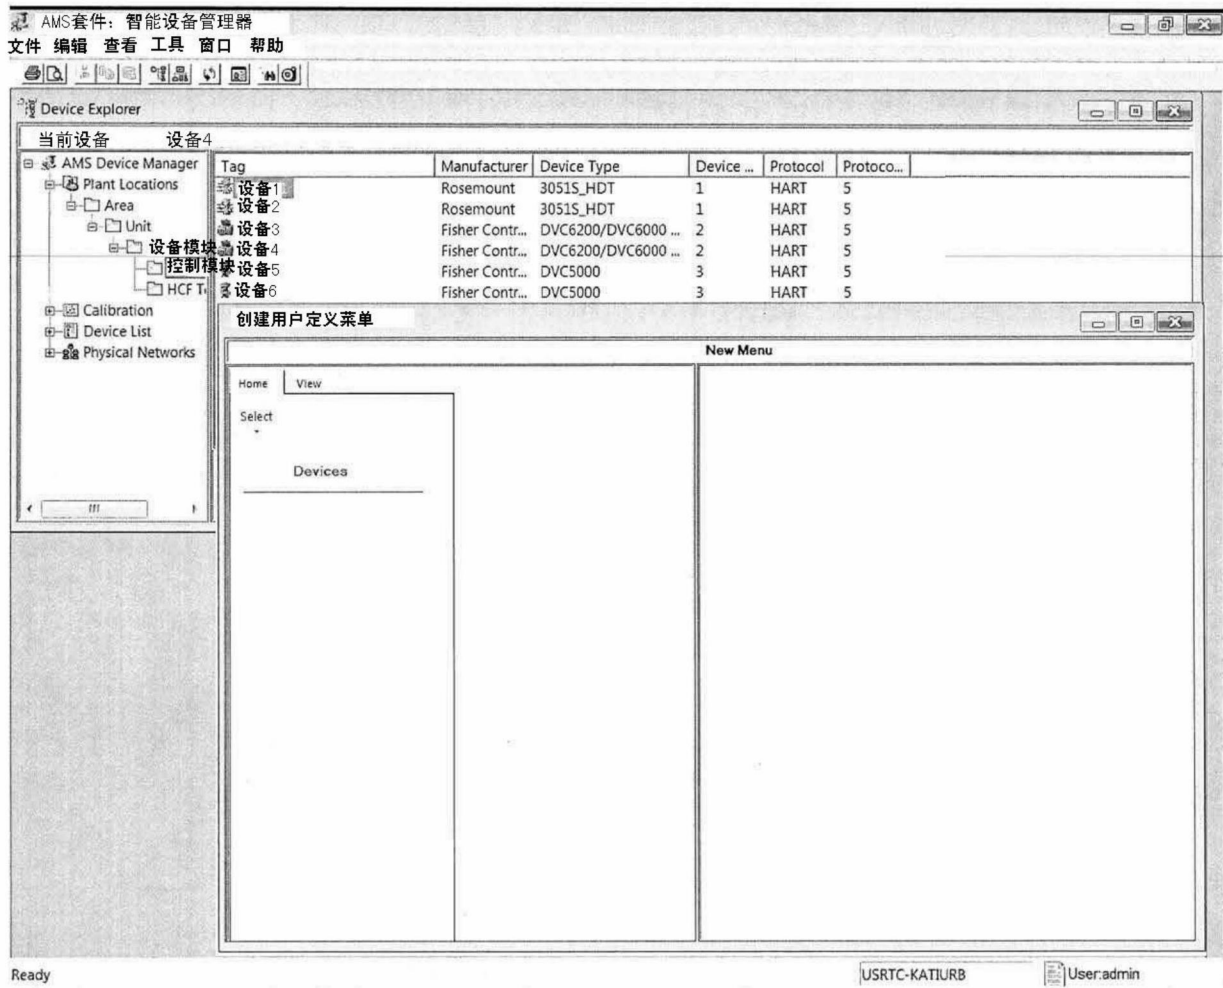 AMS套件：智能设备管理器
文件 编辑 查看 工具 窗口 帮助
Device Explorer
当前设备 设备4
AMS Device Manager
Plant Locations
Area
Unit
设备模块
控制模块
HCF T
Calibration
Device List
Physical Networks
Tag Manufacturer Device Type Device ... Protocol Protoco...
设备1 Rosemount 3051S_HDT 1 HART 5
设备2 Rosemount 3051S_HDT 1 HART 5
设备3 Fisher Contr... DVC6200/DVC6000 ... 2 HART 5
设备4 Fisher Contr... DVC6200/DVC6000 ... 2 HART 5
设备5 Fisher Contr... DVC5000 3 HART 5
设备6 Fisher Contr... DVC5000 3 HART 5
创建用户定义菜单
New Menu
Home View
Select
Devices
Ready USRTC-KATIURB User:admin